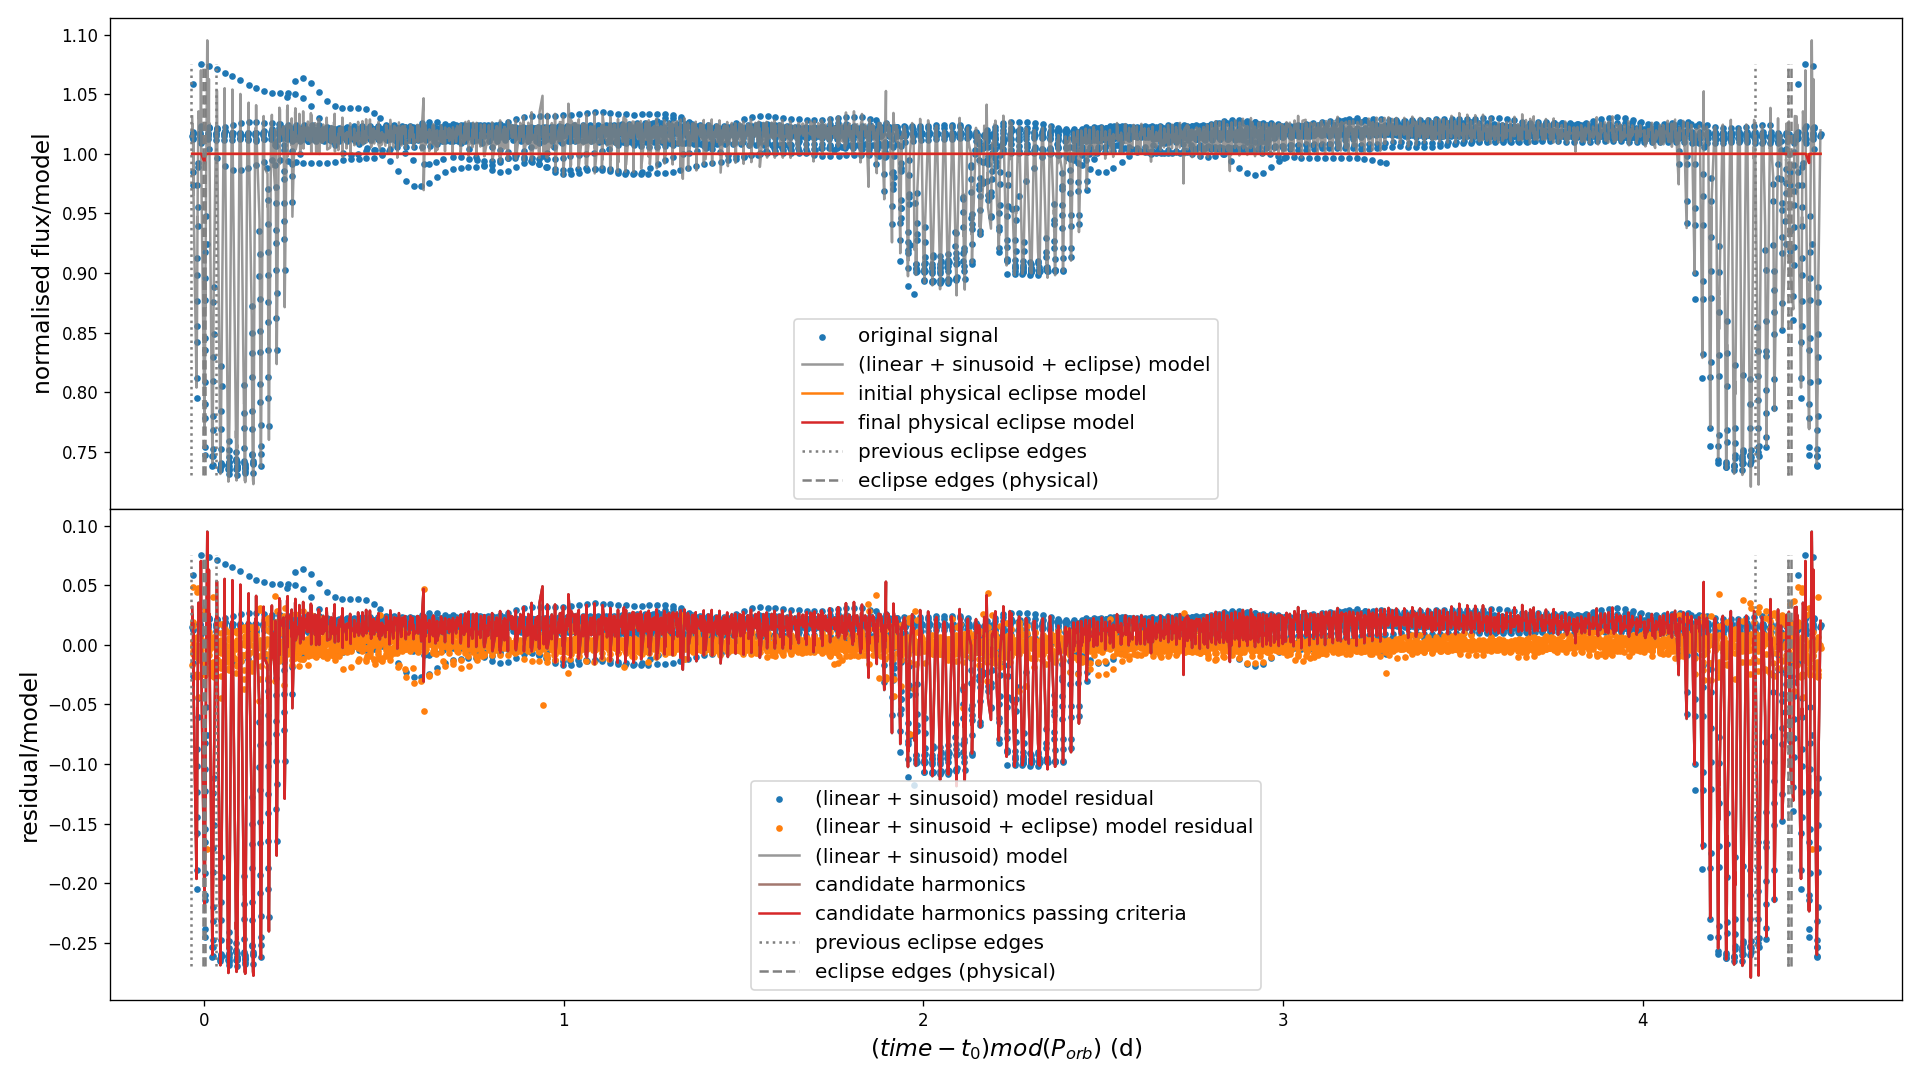 1.10
1.05
1.00
0.95
0.90
0.85
0.80
0.75
normalised flux/model
original signal
(linear + sinusoid + eclipse) model
initial physical eclipse model
final physical eclipse model
previous eclipse edges
eclipse edges (physical)
0.10
0.05
0.00
−0.05
−0.10
−0.15
−0.20
−0.25
residual/model
(linear + sinusoid) model residual
(linear + sinusoid + eclipse) model residual
(linear + sinusoid) model
candidate harmonics
candidate harmonics passing criteria
previous eclipse edges
eclipse edges (physical)
0 1 2 3 4
(time − t₀)mod(P_orb) (d)